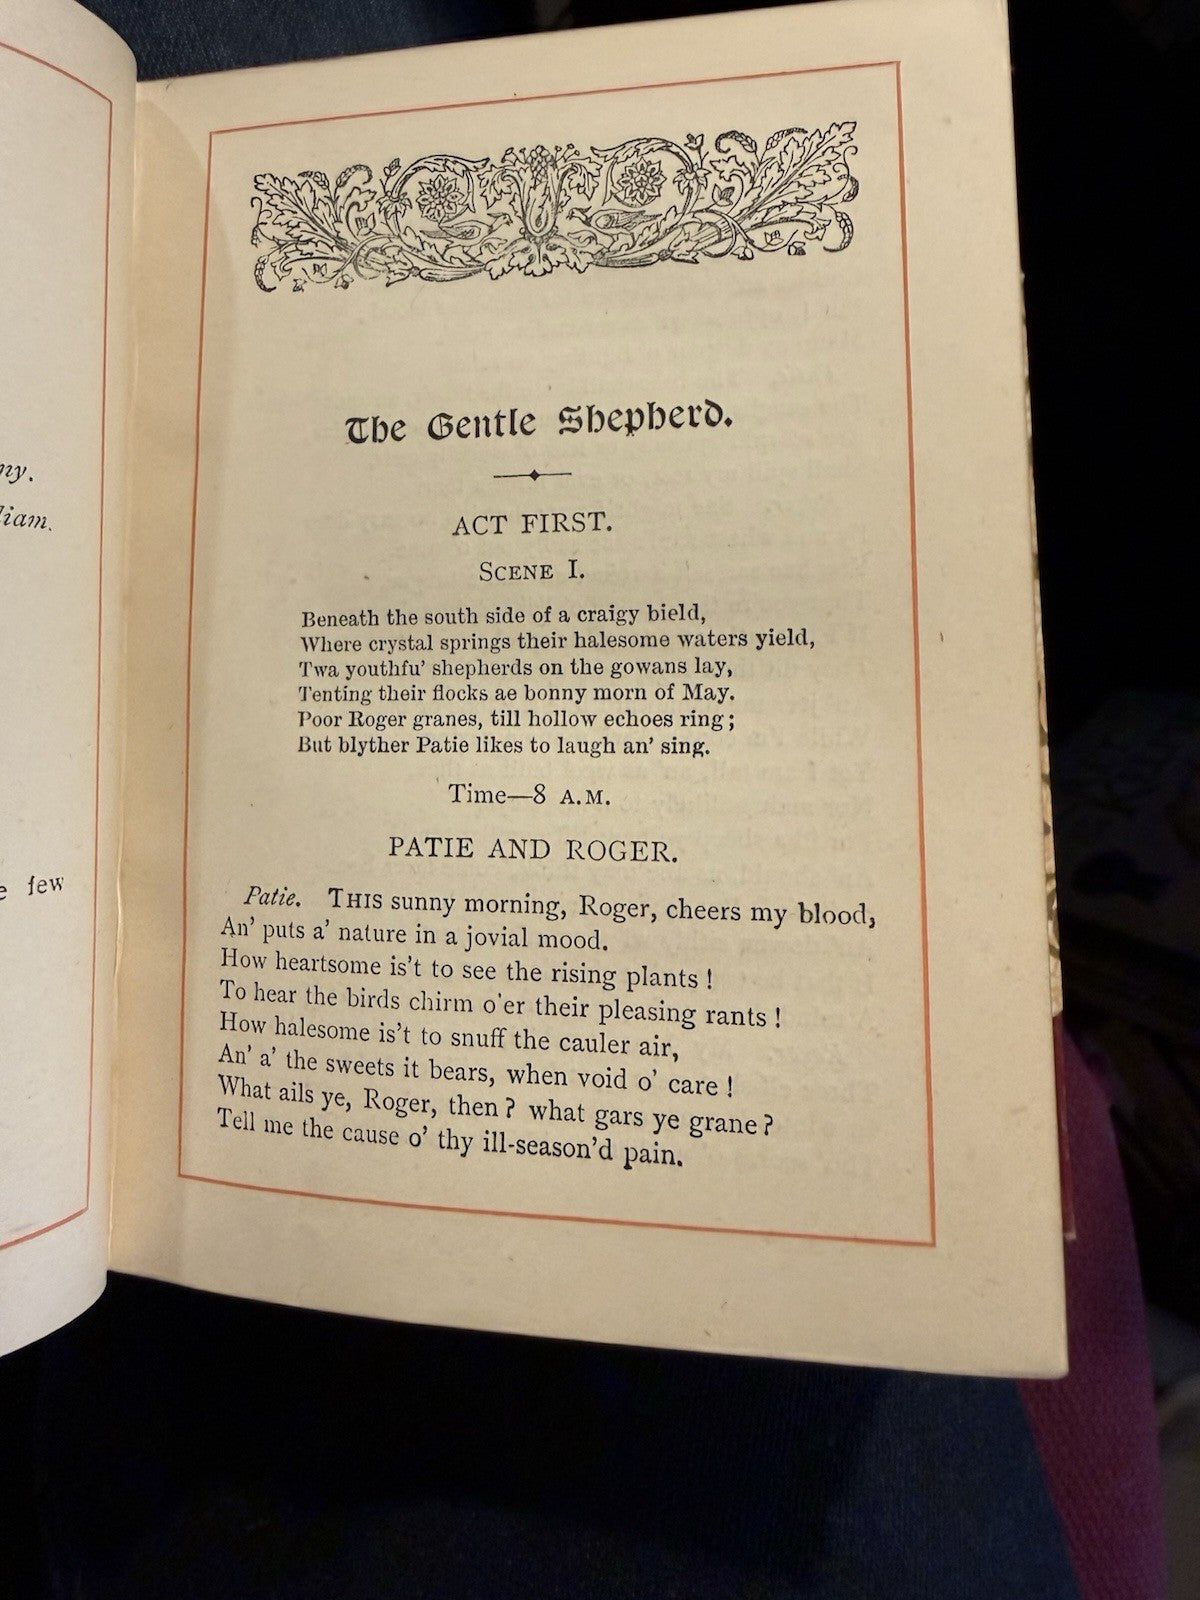 ny.
liam.
e few
The Gentle Shepherd.
ACT FIRST.
SCENE I.
Beneath the south side of a craigy bield,
Where crystal springs their halesome waters yield,
Twa youthfu' shepherds on the gowans lay,
Tenting their flocks ae bonny morn of May.
Poor Roger granes, till hollow echoes ring;
But blyther Patie likes to laugh an' sing.
Time—8 A.M.
PATIE AND ROGER.
Patie. THIS sunny morning, Roger, cheers my blood,
An' puts a' nature in a jovial mood.
How heartsome is't to see the rising plants!
To hear the birds chirm o'er their pleasing rants!
How halesome is't to snuff the cauler air,
An' a' the sweets it bears, when void o' care!
What ails ye, Roger, then? what gars ye grane?
Tell me the cause o' thy ill-season'd pain.